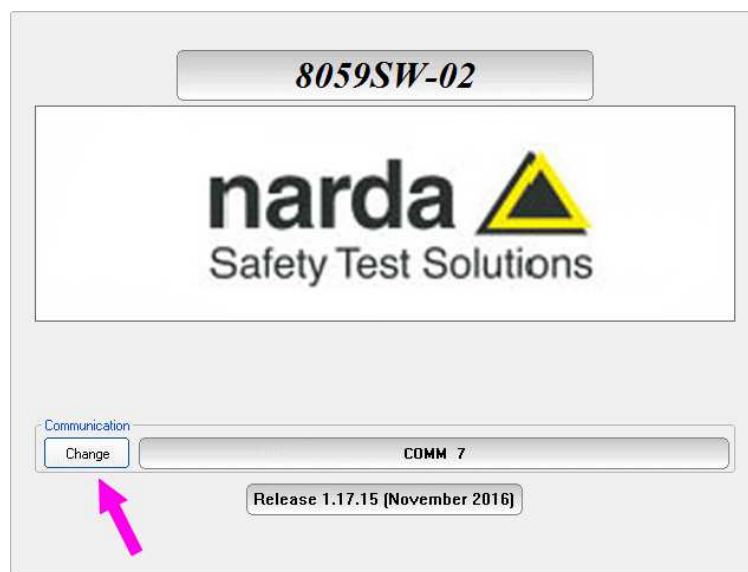 8059SW-02
narda
Safety Test Solutions
Communication
Change COMM 7
Release 1.17.15 (November 2016)